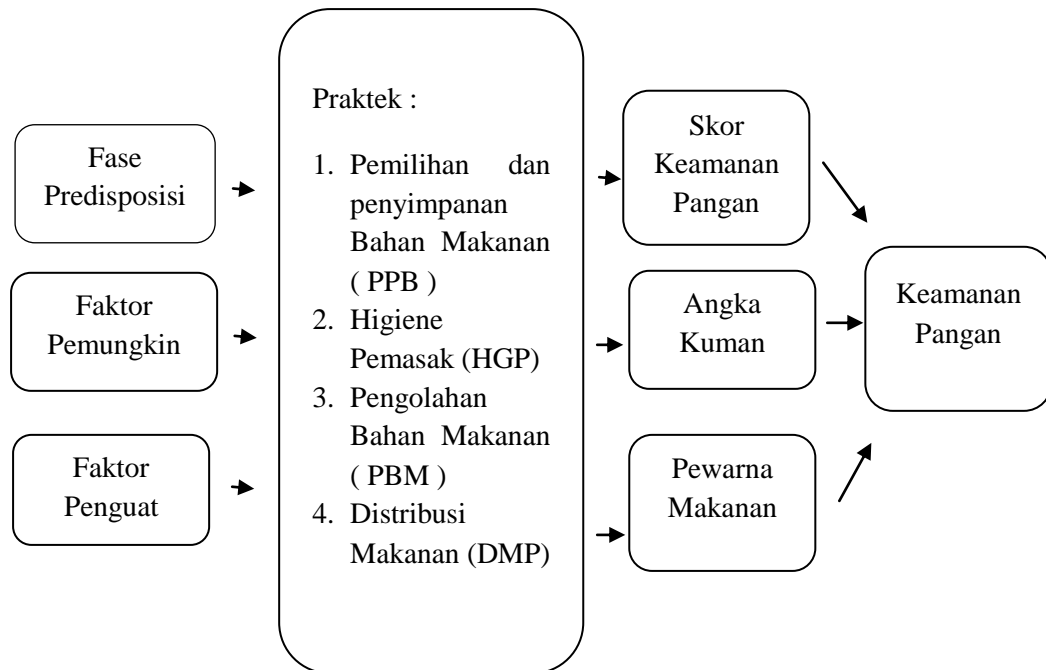 Fase
Predisposisi
Faktor
Pemungkin
Faktor
Penguat
Praktek :
1. Pemilihan dan
penyimpanan
Bahan Makanan
( PPB )
2. Higiene
Pemasak (HGP)
3. Pengolahan
Bahan Makanan
( PBM )
4. Distribusi
Makanan (DMP)
Skor
Keamanan
Pangan
Angka
Kuman
Pewarna
Makanan
Keamanan
Pangan